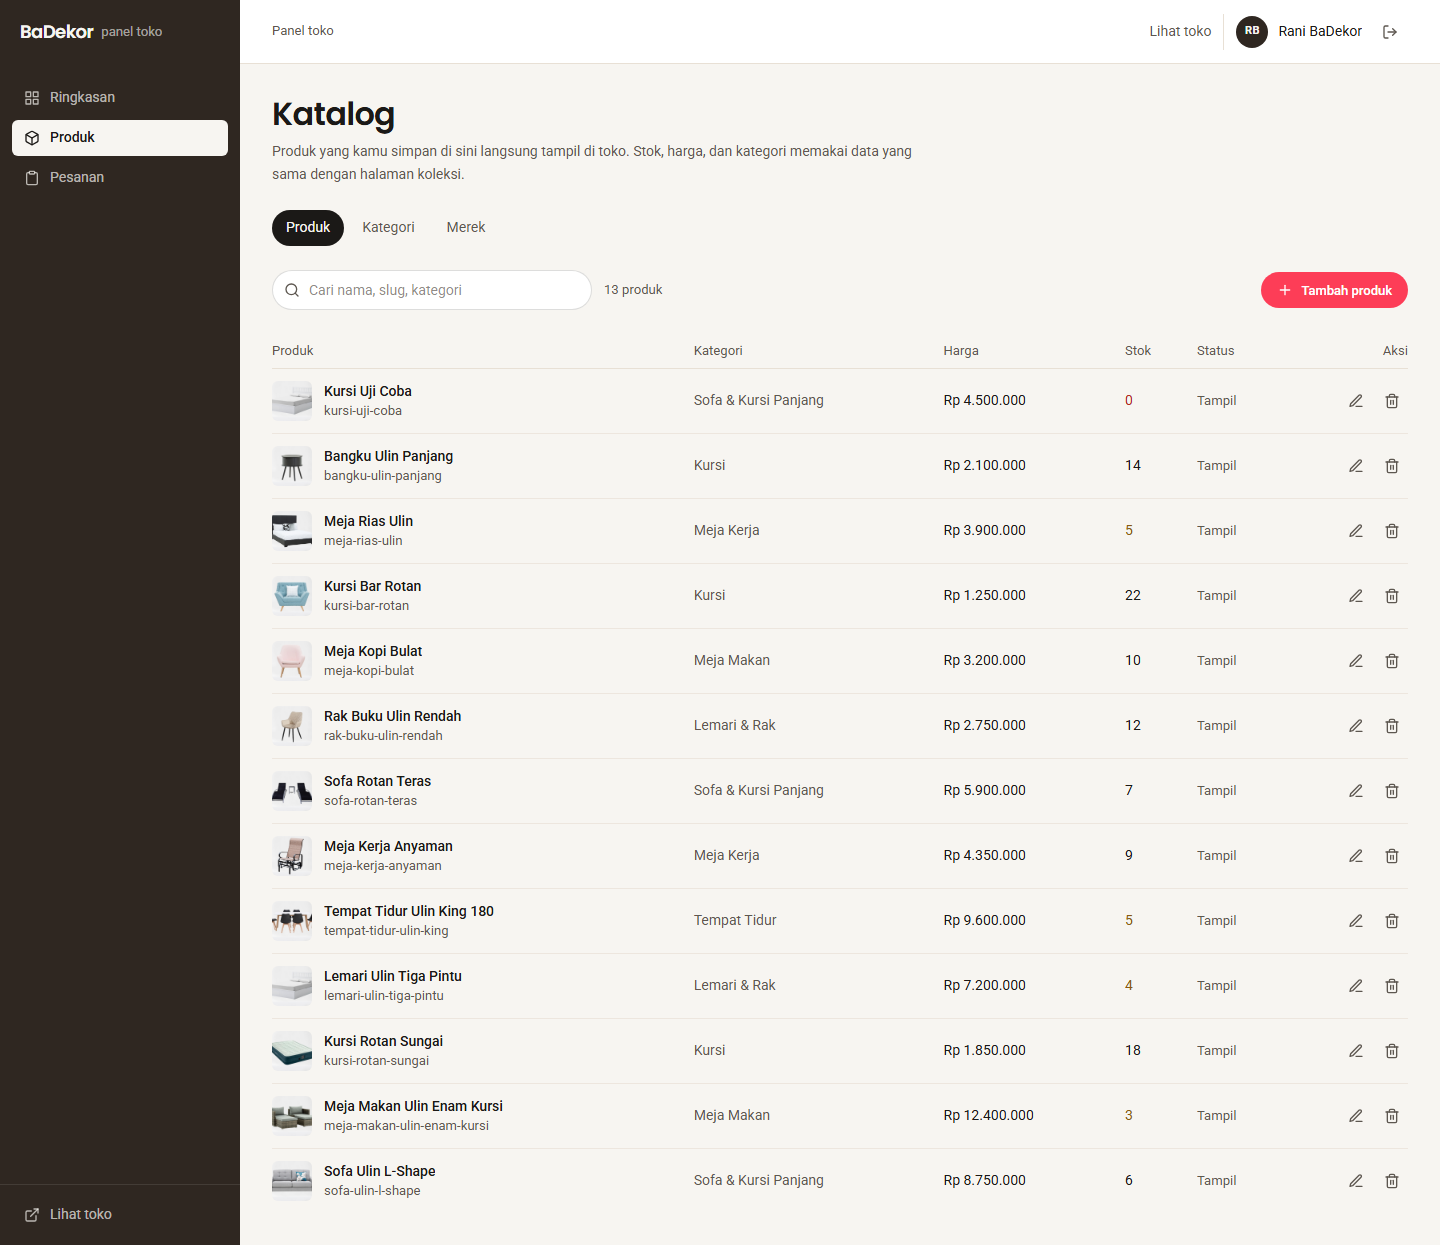 BaDekor panel toko
Panel toko
Lihat toko
RB
Rani BaDekor
Ringkasan
Produk
Pesanan
Katalog
Produk yang kamu simpan di sini langsung tampil di toko. Stok, harga, dan kategori memakai data yang
sama dengan halaman koleksi.
Produk Kategori Merek
Cari nama, slug, kategori
13 produk
Tambah produk
Produk Kategori Harga Stok Status Aksi
Kursi Uji Coba
kursi-uji-coba
Sofa & Kursi Panjang Rp 4.500.000 0 Tampil
Bangku Ulin Panjang
bangku-ulin-panjang
Kursi Rp 2.100.000 14 Tampil
Meja Rias Ulin
meja-rias-ulin
Meja Kerja Rp 3.900.000 5 Tampil
Kursi Bar Rotan
kursi-bar-rotan
Kursi Rp 1.250.000 22 Tampil
Meja Kopi Bulat
meja-kopi-bulat
Meja Makan Rp 3.200.000 10 Tampil
Rak Buku Ulin Rendah
rak-buku-ulin-rendah
Lemari & Rak Rp 2.750.000 12 Tampil
Sofa Rotan Teras
sofa-rotan-teras
Sofa & Kursi Panjang Rp 5.900.000 7 Tampil
Meja Kerja Anyaman
meja-kerja-anyaman
Meja Kerja Rp 4.350.000 9 Tampil
Tempat Tidur Ulin King 180
tempat-tidur-ulin-king
Tempat Tidur Rp 9.600.000 5 Tampil
Lemari Ulin Tiga Pintu
lemari-ulin-tiga-pintu
Lemari & Rak Rp 7.200.000 4 Tampil
Kursi Rotan Sungai
kursi-rotan-sungai
Kursi Rp 1.850.000 18 Tampil
Meja Makan Ulin Enam Kursi
meja-makan-ulin-enam-kursi
Meja Makan Rp 12.400.000 3 Tampil
Sofa Ulin L-Shape
sofa-ulin-l-shape
Sofa & Kursi Panjang Rp 8.750.000 6 Tampil
Lihat toko